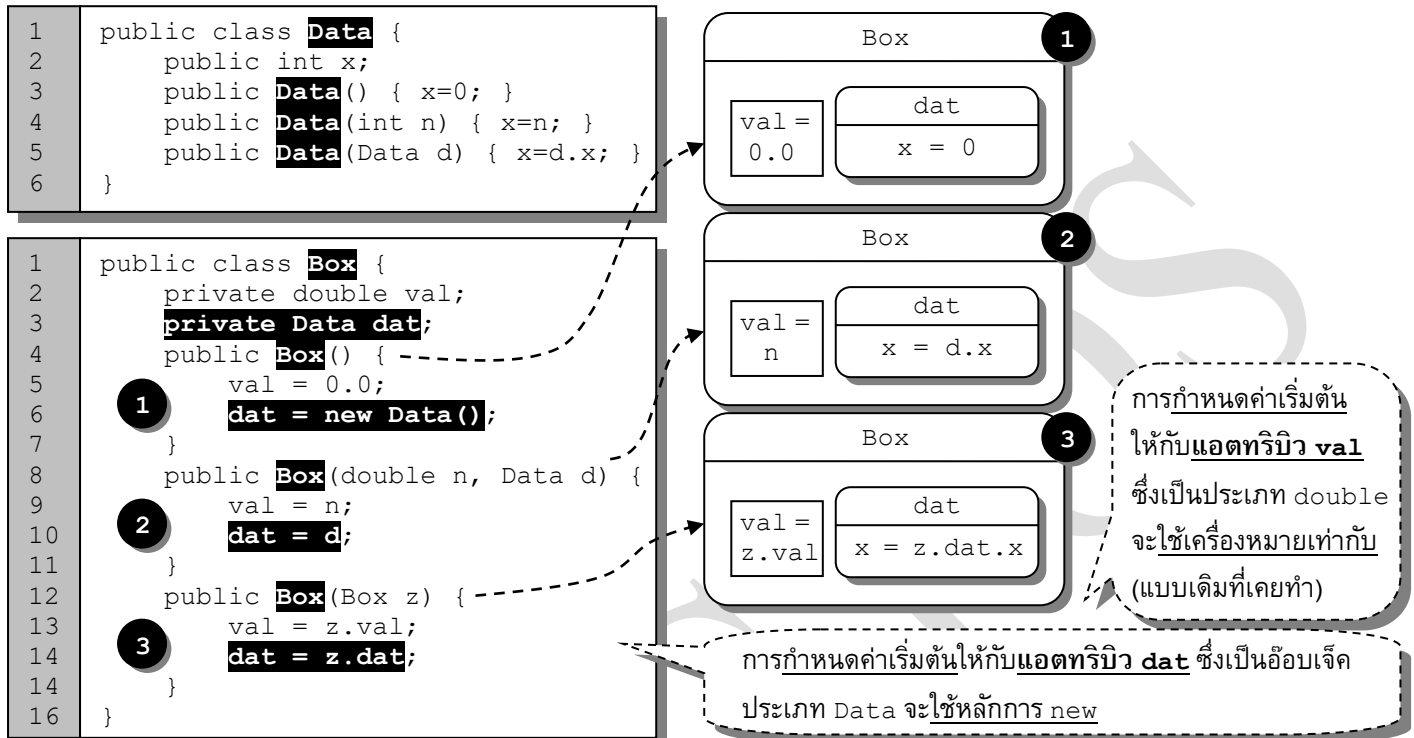 1 public class Data {
2 public int x;
3 public Data() { x=0; }
4 public Data(int n) { x=n; }
5 public Data(Data d) { x=d.x; }
6 }
1 public class Box {
2 private double val;
3 private Data dat;
4 public Box() {
5 val = 0.0;
6 dat = new Data();
7 }
8 public Box(double n, Data d) {
9 val = n;
10 dat = d;
11 }
12 public Box(Box z) {
13 val = z.val;
14 dat = z.dat;
14 }
16 }
1
2
3
Box 1
val =
0.0
dat
x = 0
Box 2
val =
n
dat
x = d.x
Box 3
val =
z.val
dat
x = z.dat.x
การกำหนดค่าเริ่มต้น
ให้กับแอตทริบิว val
ซึ่งเป็นประเภท double
จะใช้เครื่องหมายเท่ากับ
(แบบเดิมที่เคยทำ)
การกำหนดค่าเริ่มต้นให้กับแอตทริบิว dat ซึ่งเป็นอ๊อบเจ็ค
ประเภท Data จะใช้หลักการ new